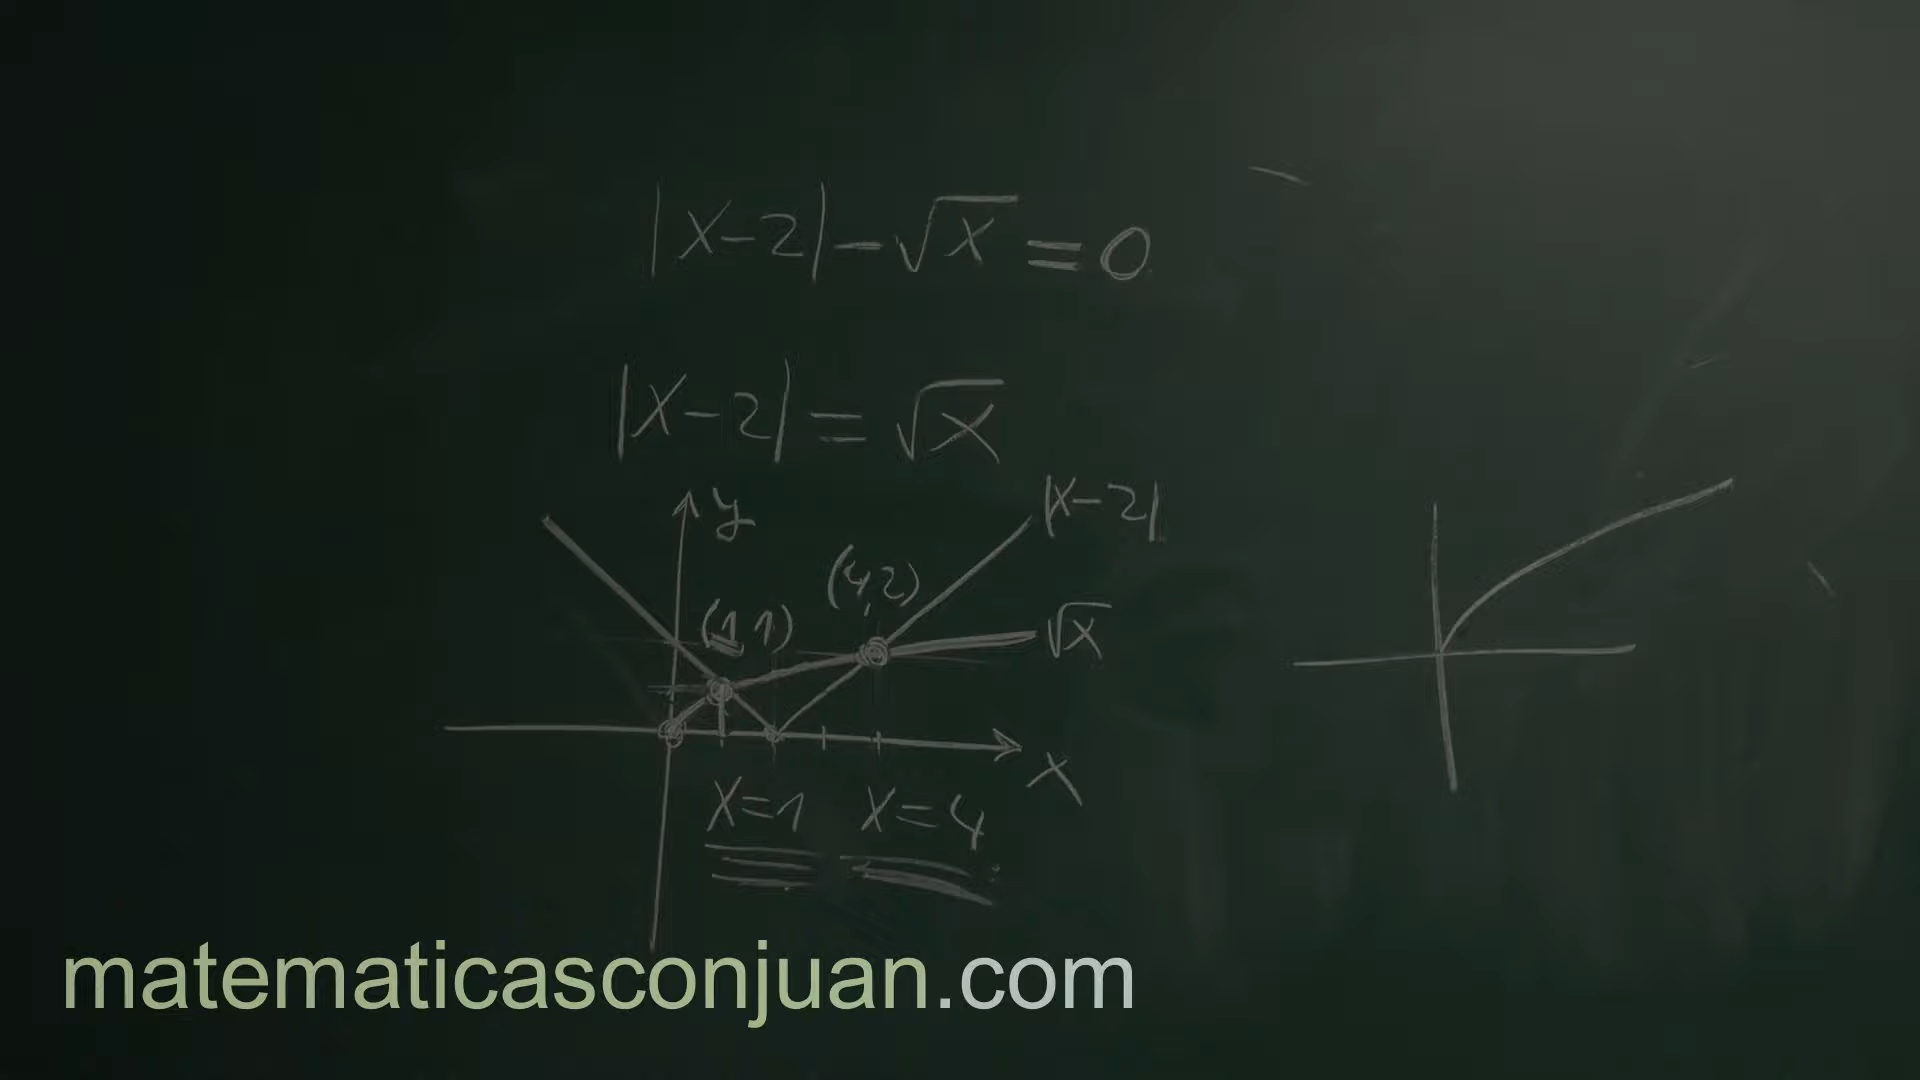 |x-2|-√x=0
|x-2|=√x
y
|x-2|
(4,2)
(1,1)
√x
x
x=1 x=4
matematicasconjuan.com